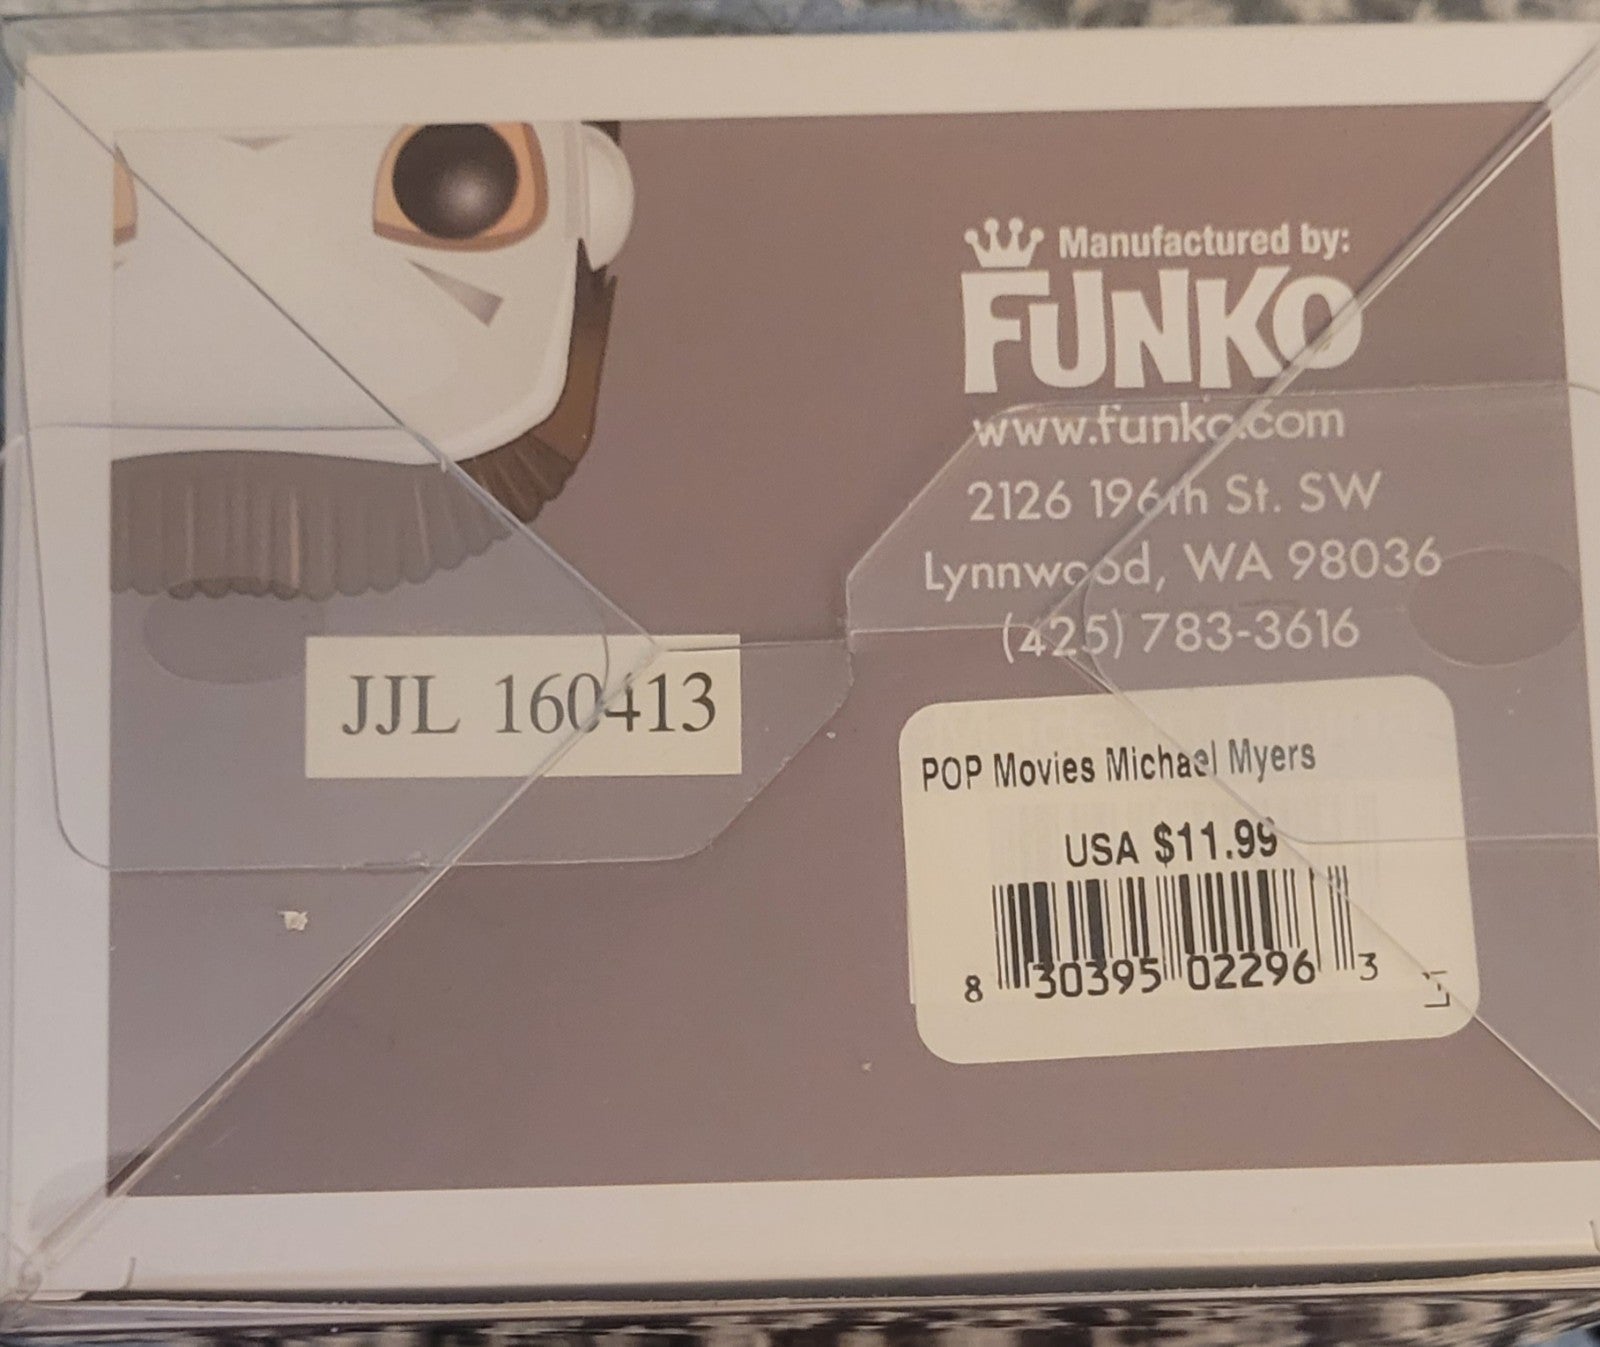 Manufactured by:
FUNKO
www.funko.com
2126 196th St. SW
Lynnwood, WA 98036
(425) 783-3616
JJL 160413
POP Movies Michael Myers
USA $11.99
8 30395 02296 3